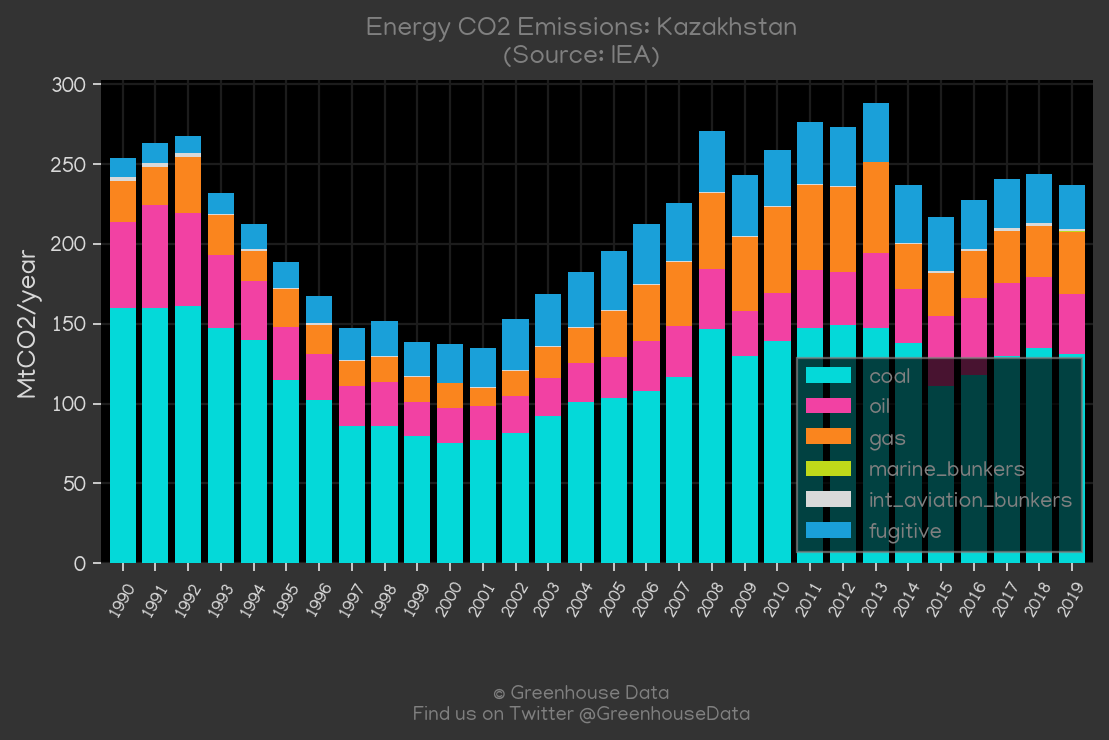 Energy CO2 Emissions: Kazakhstan
(Source: IEA)
MtCO2/year
300
250
200
150
100
50
0
coal
oil
gas
marine_bunkers
int_aviation_bunkers
fugitive
1990 1991 1992 1993 1994 1995 1996 1997 1998 1999 2000 2001 2002 2003 2004 2005 2006 2007 2008 2009 2010 2011 2012 2013 2014 2015 2016 2017 2018 2019
© Greenhouse Data
Find us on Twitter @GreenhouseData